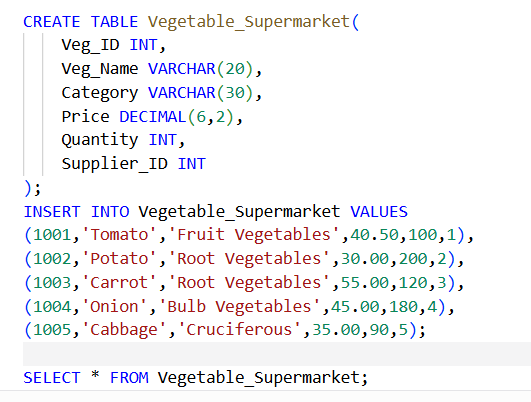 CREATE TABLE Vegetable_Supermarket(
    Veg_ID INT,
    Veg_Name VARCHAR(20),
    Category VARCHAR(30),
    Price DECIMAL(6,2),
    Quantity INT,
    Supplier_ID INT
);
INSERT INTO Vegetable_Supermarket VALUES
(1001,'Tomato','Fruit Vegetables',40.50,100,1),
(1002,'Potato','Root Vegetables',30.00,200,2),
(1003,'Carrot','Root Vegetables',55.00,120,3),
(1004,'Onion','Bulb Vegetables',45.00,180,4),
(1005,'Cabbage','Cruciferous',35.00,90,5);
SELECT * FROM Vegetable_Supermarket;